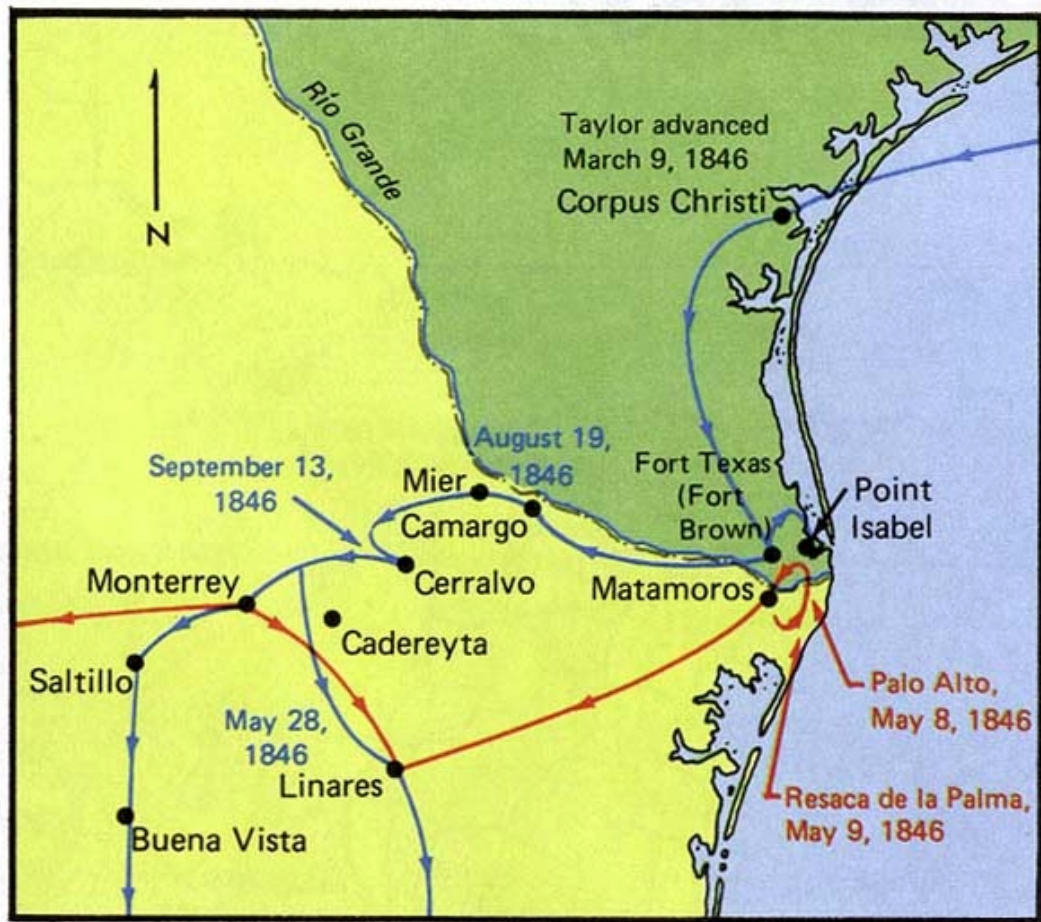 Río Grande
Taylor advanced
March 9, 1846
Corpus Christi
N
August 19,
1846
September 13,
1846
Mier
Camargo
Fort Texas
(Fort
Brown)
Point
Isabel
Monterrey
Cerralvo
Matamoros
Cadereyta
Saltillo
Palo Alto,
May 8, 1846
May 28,
1846
Linares
Resaca de la Palma,
May 9, 1846
Buena Vista